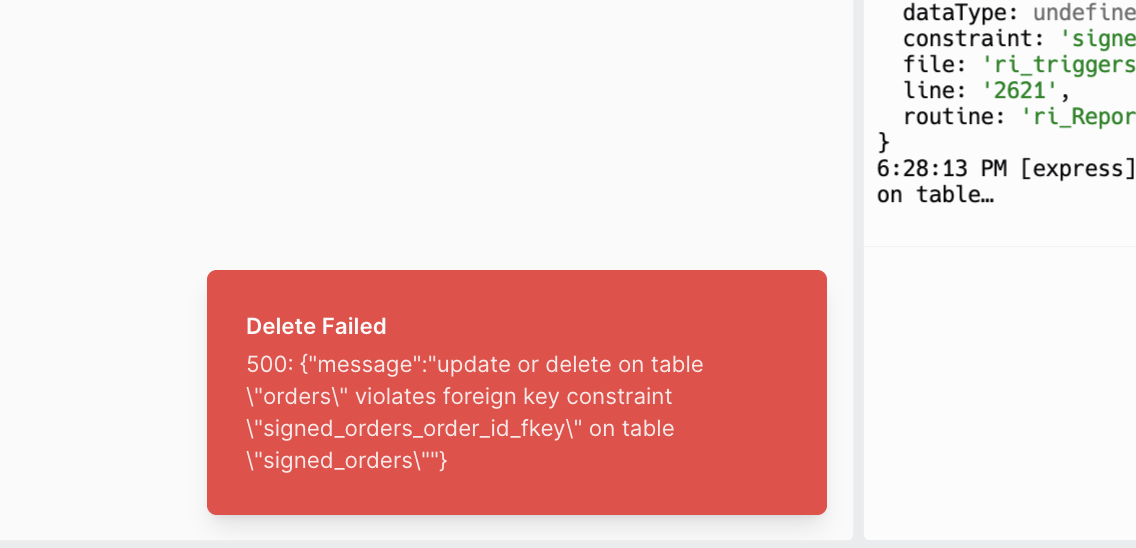 dataType: undefine
constraint: 'signe
file: 'ri_triggers
line: '2621',
routine: 'ri_Repor
}
6:28:13 PM [express]
on table…
Delete Failed
500: {"message":"update or delete on table
\"orders\" violates foreign key constraint
\"signed_orders_order_id_fkey\" on table
\"signed_orders\""}